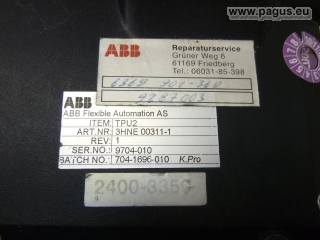 www.pagus.eu
ABB
Reparaturservice
Grüner Weg 6
61169 Friedberg
Tel.: 06031-85-398
ABB
ABB Flexible Automation AS
ITEM: TPU2
ART.NR: 3HNE 00311-1
REV: 1
SER.NO.: 9704-010
BATCH NO.: 704-1696-010 K.Pro
2400-335G